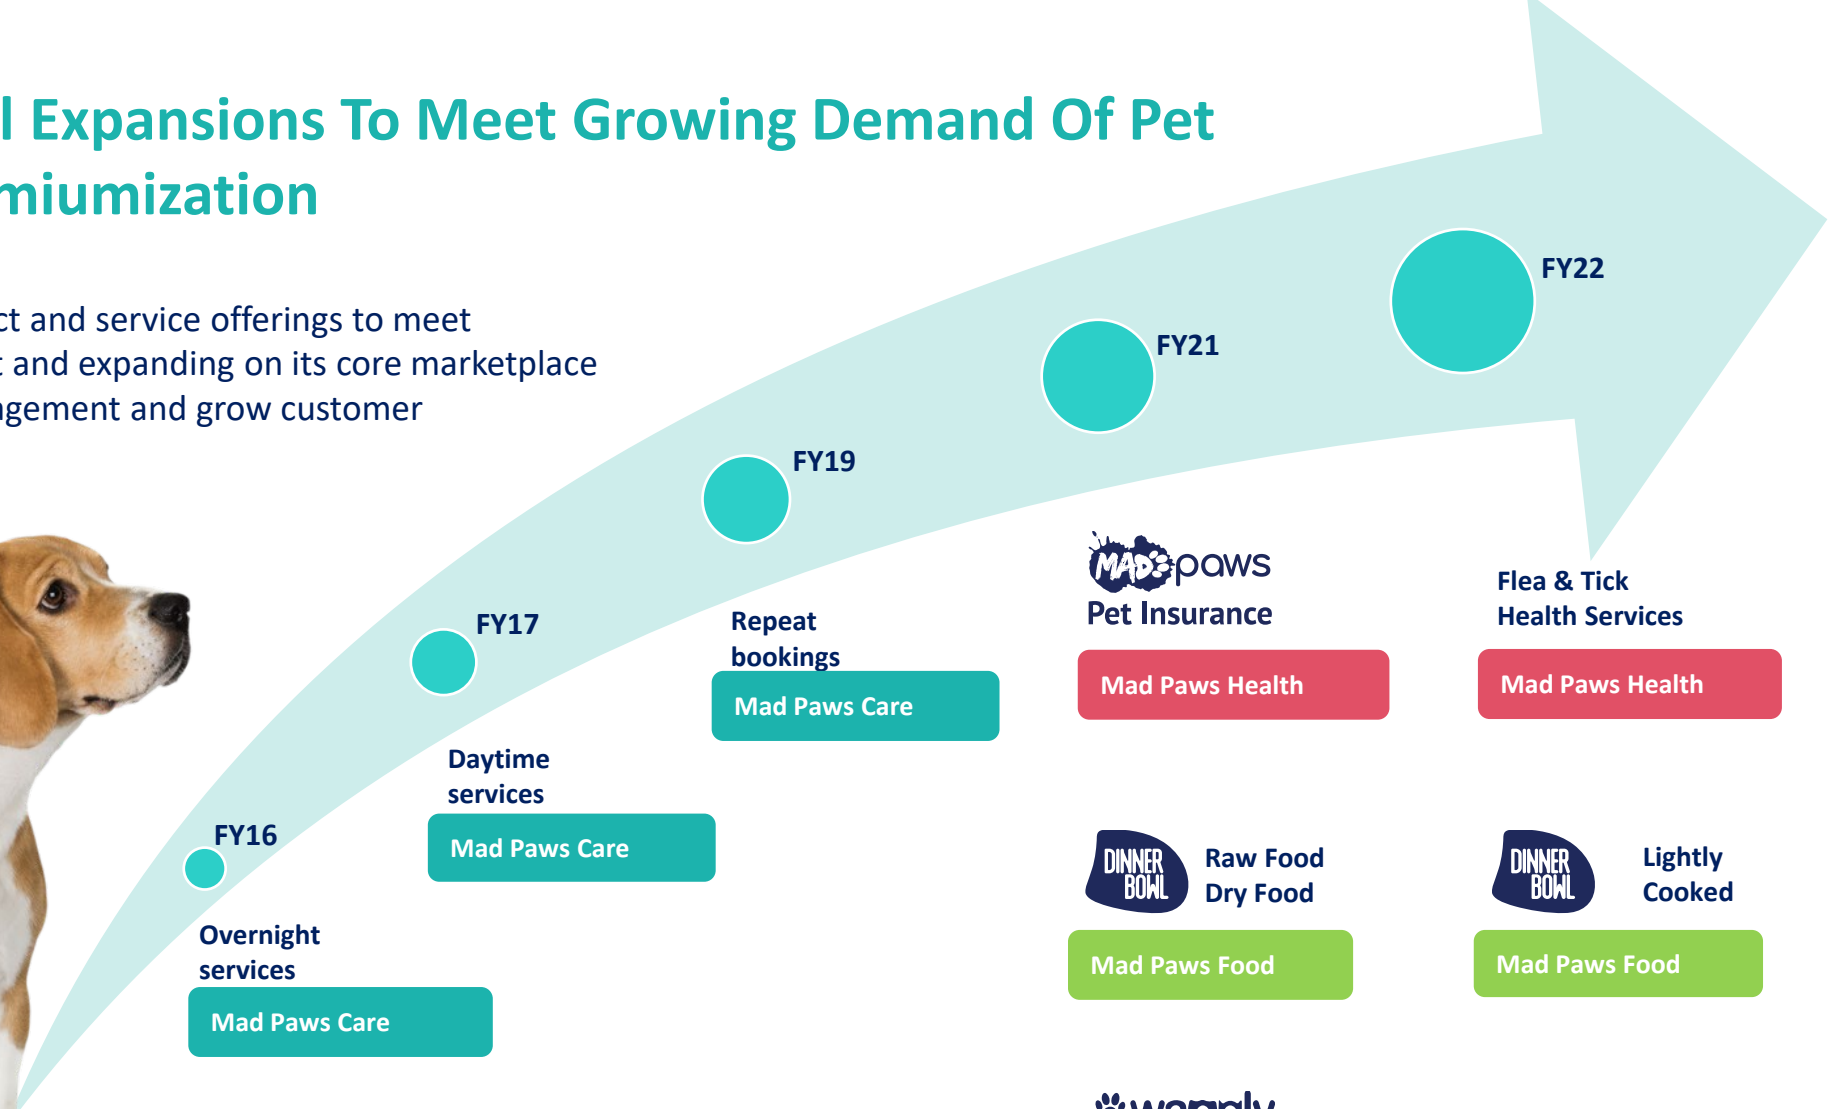 l Expansions To Meet Growing Demand Of Pet
miumization
ct and service offerings to meet
t and expanding on its core marketplace
agement and grow customer
FY22
FY21
FY19
FY17
FY16
MAD paws
Pet Insurance
Mad Paws Health
Flea & Tick
Health Services
Mad Paws Health
Repeat
bookings
Mad Paws Care
Daytime
services
Mad Paws Care
Overnight
services
Mad Paws Care
DINNER
BOWL
Raw Food
Dry Food
Mad Paws Food
DINNER
BOWL
Lightly
Cooked
Mad Paws Food